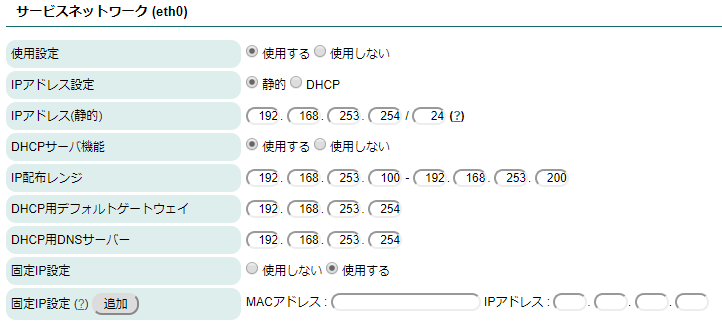 サービスネットワーク (eth0)
使用設定 使用する 使用しない
IPアドレス設定 静的 DHCP
IPアドレス(静的) 192. 168. 253. 254 / 24 (?)
DHCPサーバ機能 使用する 使用しない
IP配布レンジ 192. 168. 253. 100 - 192. 168. 253. 200
DHCP用デフォルトゲートウェイ 192. 168. 253. 254
DHCP用DNSサーバー 192. 168. 253. 254
固定IP設定 使用しない 使用する
固定IP設定 (?) 追加 MACアドレス : IPアドレス : . . .